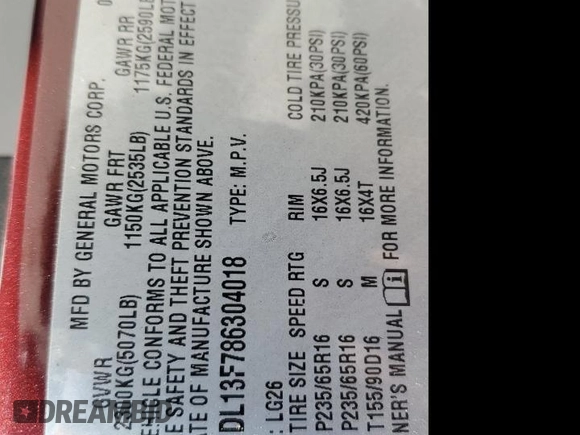 MFD BY GENERAL MOTORS CORP.
GVWR GAWR FRT GAWR RR
(5070LB) 1150KG(2535LB) 1175KG(2590LB
CONFORMS TO ALL APPLICABLE U.S. FEDERAL MOT
SAFETY AND THEFT PREVENTION STANDARDS IN EFFECT
OF MANUFACTURE SHOWN ABOVE.
DL13F786304018 TYPE: M.P.V.
: LG26
TIRE SIZE SPEED RTG RIM COLD TIRE PRESSU
P235/65R16 S 16X6.5J 210KPA(30PSI)
P235/65R16 S 16X6.5J 210KPA(30PSI)
T155/90D16 M 16X4T 420KPA(60PSI)
NER'S MANUAL FOR MORE INFORMATION.
DREAMBID